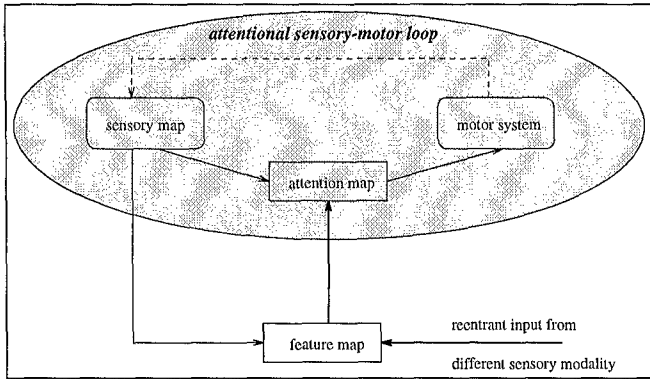 attentional sensory-motor loop
sensory map
motor system
attention map
reentrant input from
feature map
different sensory modality